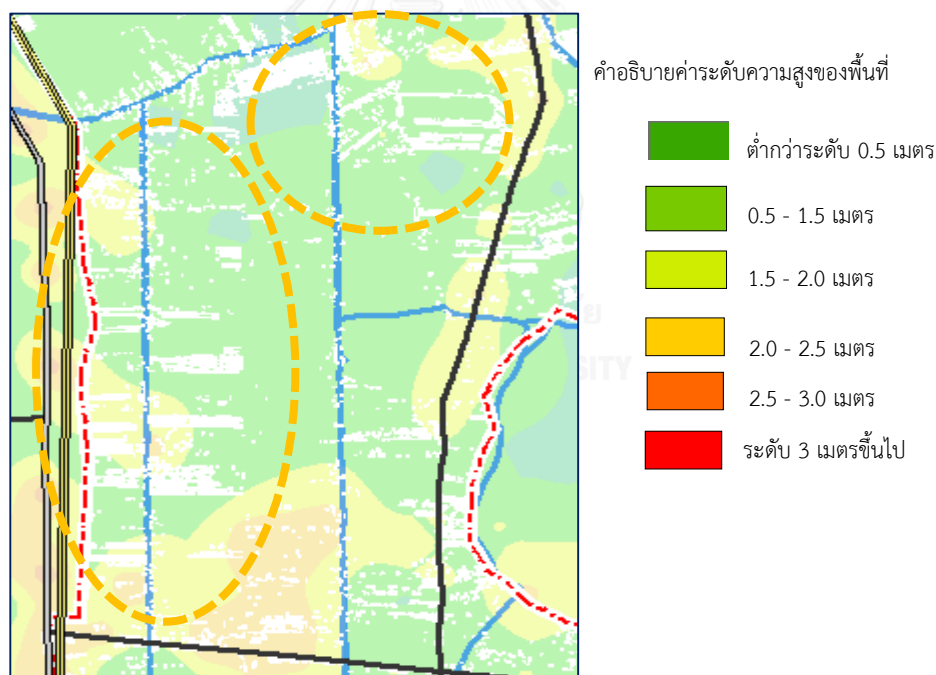 คำอธิบายค่าระดับความสูงของพื้นที่
ต่ำกว่าระดับ 0.5 เมตร
0.5 - 1.5 เมตร
1.5 - 2.0 เมตร
2.0 - 2.5 เมตร
2.5 - 3.0 เมตร
ระดับ 3 เมตรขึ้นไป